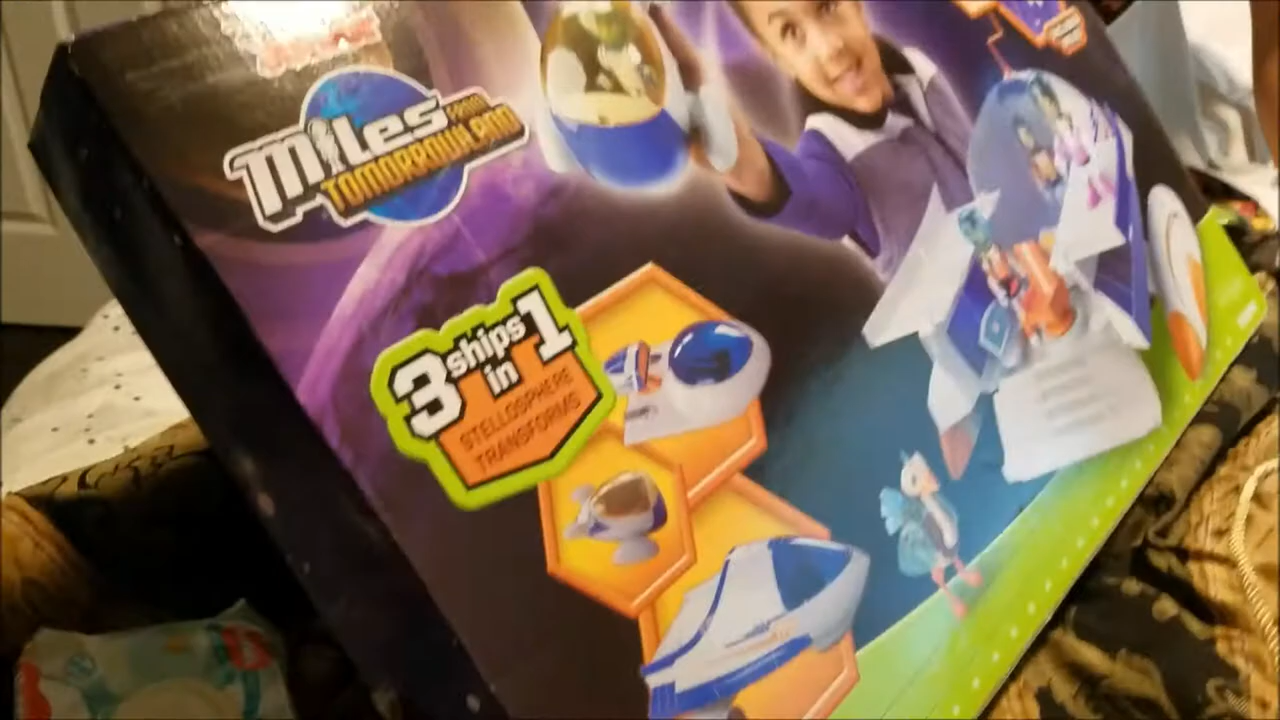 Miles FROM
TOMORROWLAND
3 ships in 1
STELLOSPHERE
TRANSFORMS